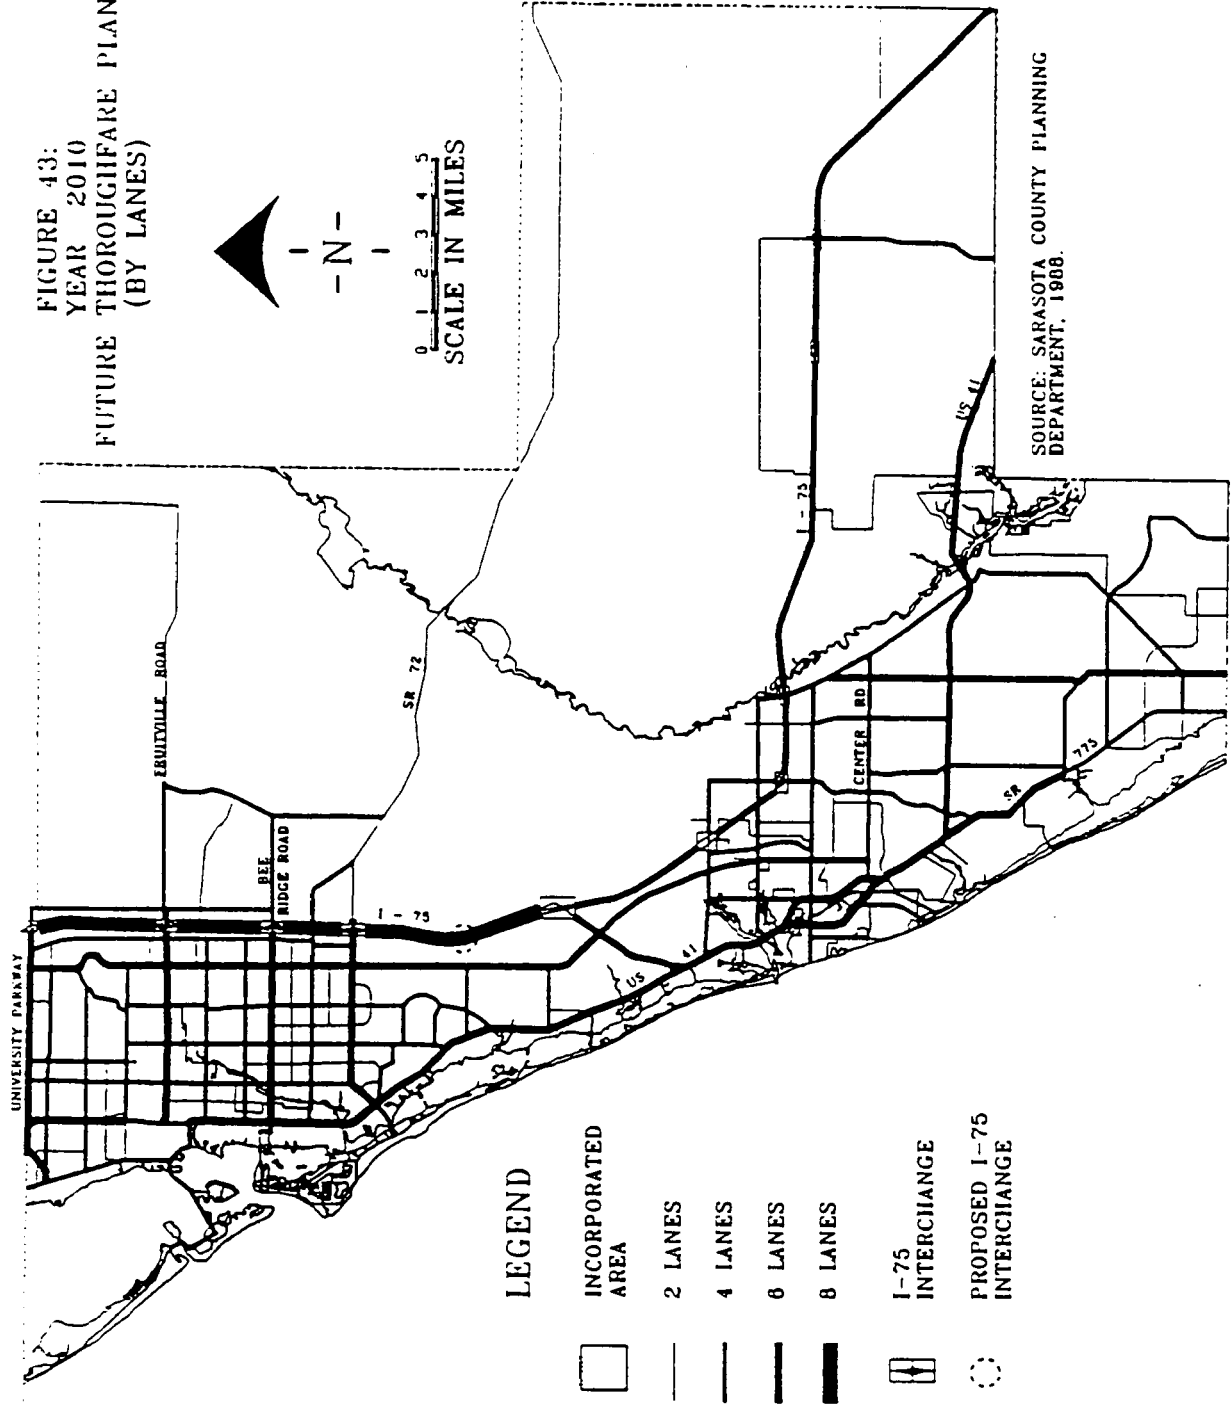 FIGURE 43:
YEAR 2010
FUTURE THOROUGHFARE PLAN
(BY LANES)
-N-
0 1 2 3 4 5
SCALE IN MILES
UNIVERSITY PARKWAY
FRUITVILLE ROAD
BEE
RIDGE ROAD
I - 75
SR 72
US 41
I - 75
CENTER RD
US 41
SR 775
LEGEND
INCORPORATED
AREA
2 LANES
4 LANES
6 LANES
8 LANES
I-75
INTERCHANGE
PROPOSED I-75
INTERCHANGE
SOURCE: SARASOTA COUNTY PLANNING
DEPARTMENT, 1988.